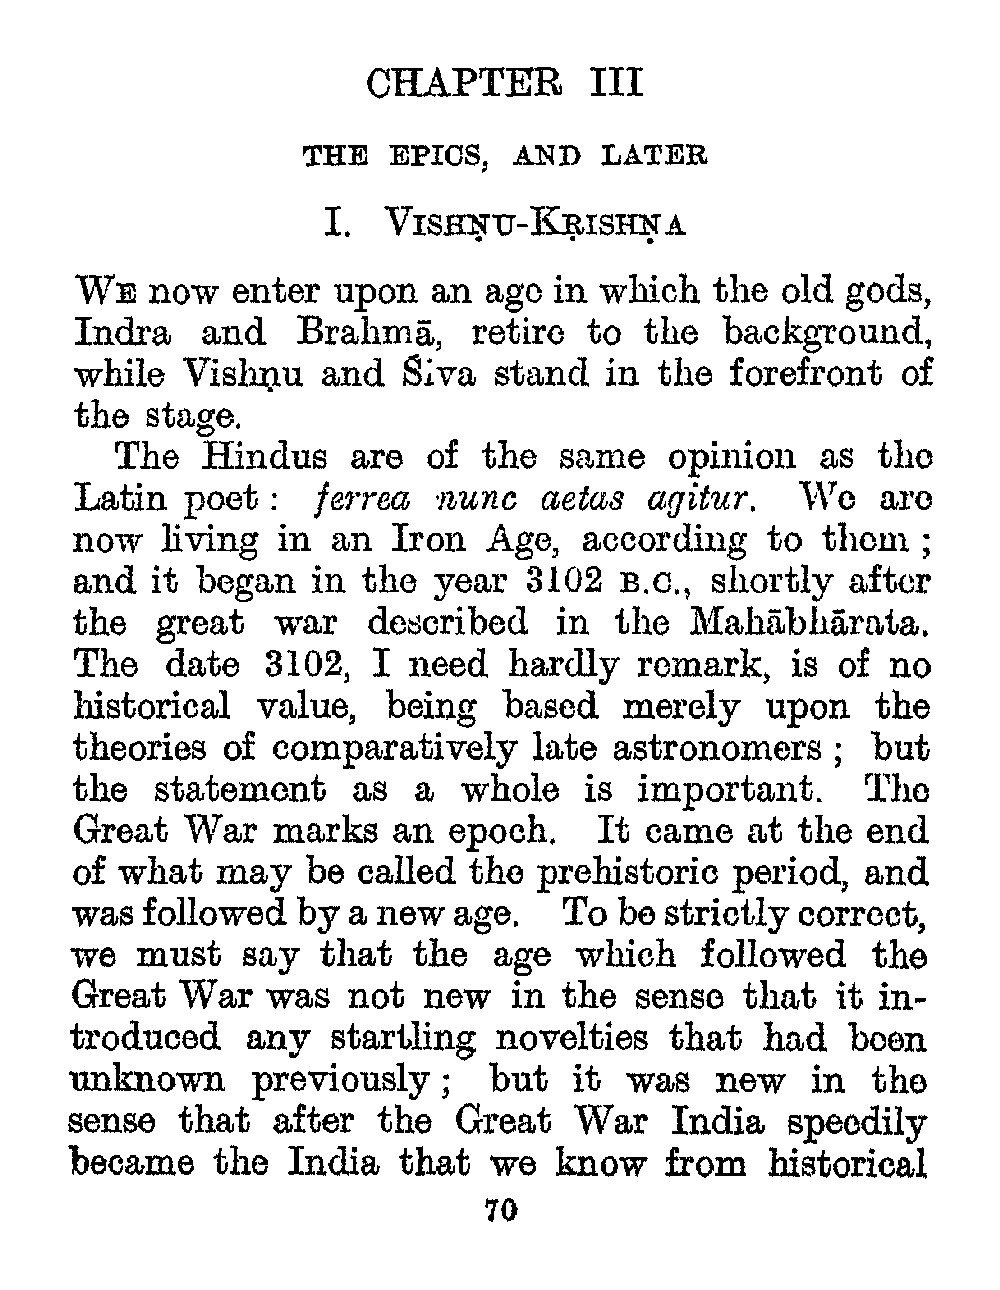 CHAPTER III
THE EPICS, AND LATER
I. VISHṆU-KṚISHṆA
WE now enter upon an age in which the old gods,
Indra and Brahmā, retire to the background,
while Vishṇu and Śiva stand in the forefront of
the stage.
The Hindus are of the same opinion as the
Latin poet : ferrea nunc aetas agitur. We are
now living in an Iron Age, according to them ;
and it began in the year 3102 B.C., shortly after
the great war described in the Mahābhārata.
The date 3102, I need hardly remark, is of no
historical value, being based merely upon the
theories of comparatively late astronomers ; but
the statement as a whole is important. The
Great War marks an epoch. It came at the end
of what may be called the prehistoric period, and
was followed by a new age. To be strictly correct,
we must say that the age which followed the
Great War was not new in the sense that it in-
troduced any startling novelties that had been
unknown previously ; but it was new in the
sense that after the Great War India speedily
became the India that we know from historical
70